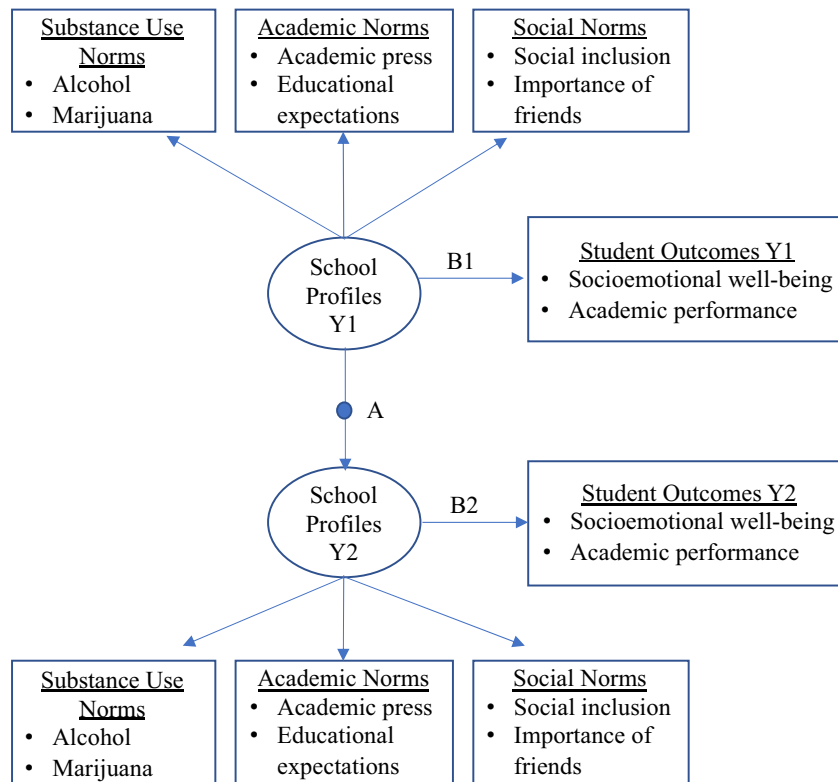 Substance Use
Norms
• Alcohol
• Marijuana
Academic Norms
• Academic press
• Educational
expectations
Social Norms
• Social inclusion
• Importance of
friends
School
Profiles
Y1
B1
Student Outcomes Y1
• Socioemotional well-being
• Academic performance
A
School
Profiles
Y2
B2
Student Outcomes Y2
• Socioemotional well-being
• Academic performance
Substance Use
Norms
• Alcohol
• Marijuana
Academic Norms
• Academic press
• Educational
expectations
Social Norms
• Social inclusion
• Importance of
friends